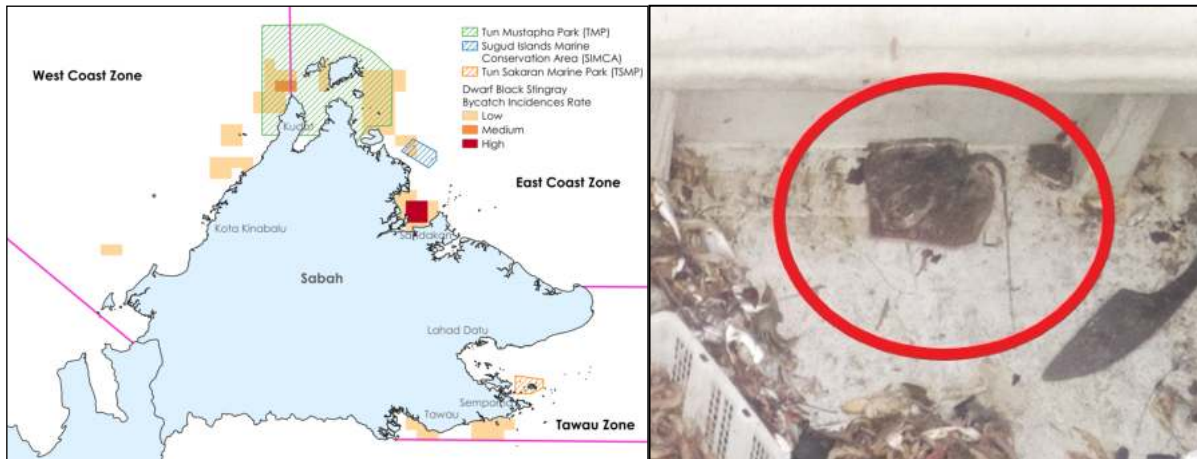 Tun Mustapha Park (TMP)
Sugud Islands Marine
Conservation Area (SIMCA)
Tun Sakaran Marine Park (TSMP)
Dwarf Black Stingray
Bycatch Incidences Rate
Low
Medium
High
West Coast Zone
Kudat
East Coast Zone
Kota Kinabalu
Sandakan
Sabah
Lahad Datu
Semporna
Tawau
Tawau Zone